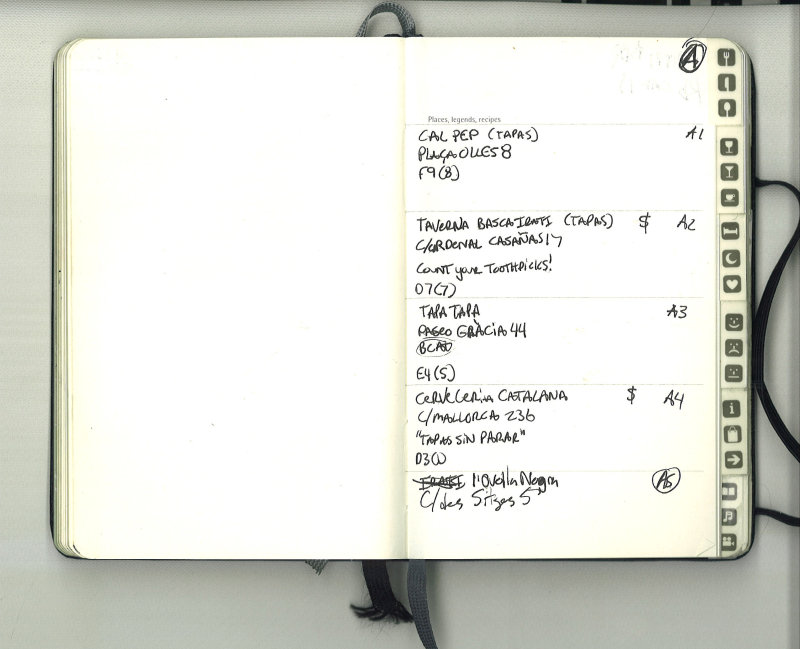 A
Places, legends, recipes
CAL PEP (TAPAS) A1
PLAÇA OLLES 8
F9(8)
TAVERNA BASCA IRATI (TAPAS) $ A2
C/CARDENAL CASAÑAS 17
COUNT your TOOTHPICKS!
D7(7)
TAPA TAPA A3
PASEO GRÀCIA 44
BCAD
E4(5)
CERVECERIA CATALANA $ A4
C/MALLORCA 236
"TAPAS SIN PARAR"
D3(1)
l'Ovella Negra A5
C/des Sitges 5